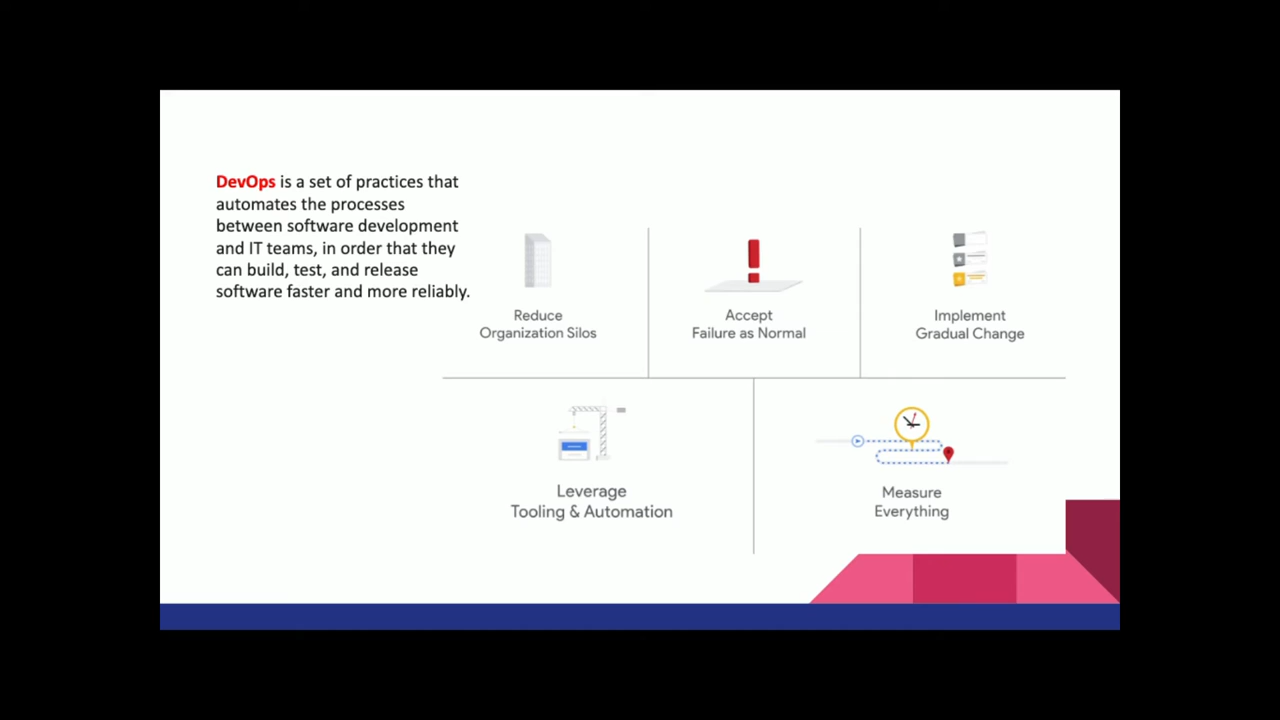 DevOps is a set of practices that
automates the processes
between software development
and IT teams, in order that they
can build, test, and release
software faster and more reliably.
Reduce
Organization Silos
Accept
Failure as Normal
Implement
Gradual Change
Leverage
Tooling & Automation
Measure
Everything